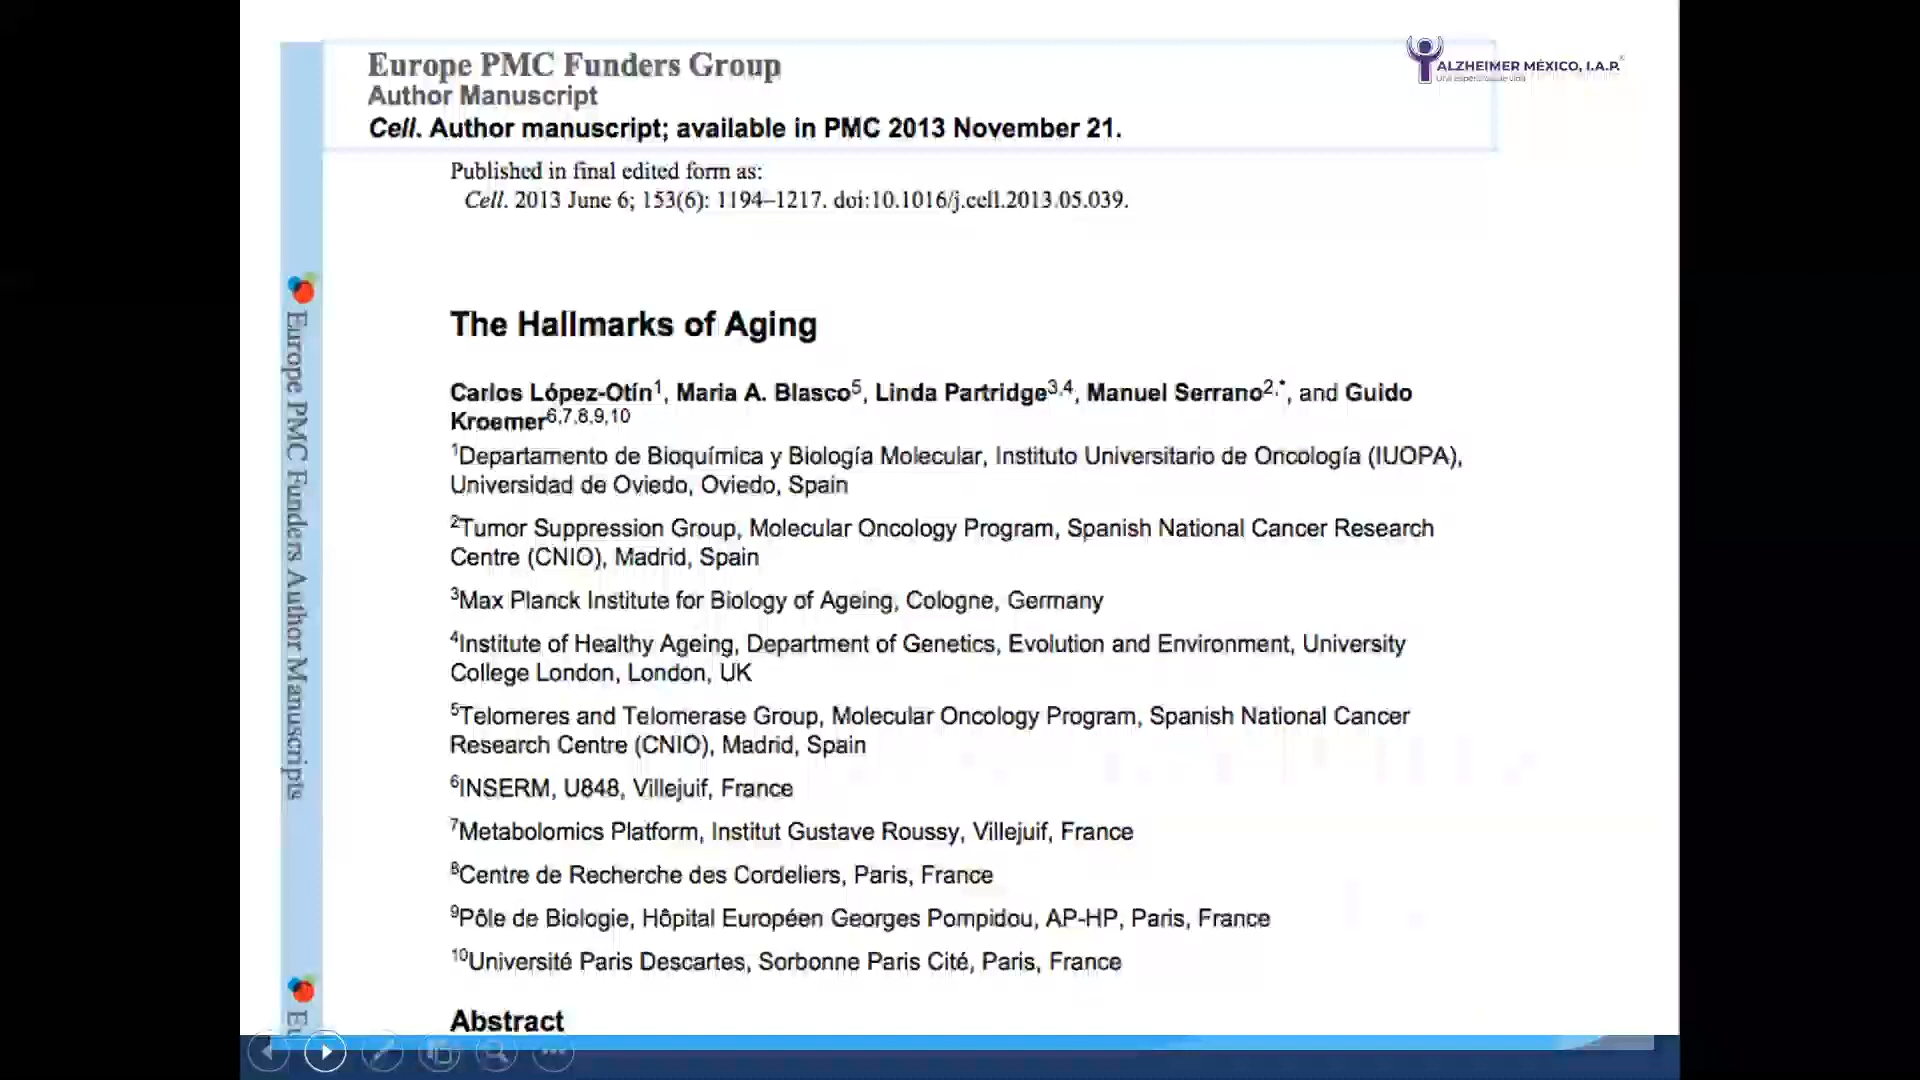 Europe PMC Funders Group
Author Manuscript
Cell. Author manuscript; available in PMC 2013 November 21.
ALZHEIMER MÉXICO, I.A.P.
Una esperanza de vida
Published in final edited form as:
Cell. 2013 June 6; 153(6): 1194–1217. doi:10.1016/j.cell.2013.05.039.
Europe PMC Funders Author Manuscripts
The Hallmarks of Aging
Carlos López-Otín1, Maria A. Blasco5, Linda Partridge3,4, Manuel Serrano2,*, and Guido
Kroemer6,7,8,9,10
1Departamento de Bioquímica y Biología Molecular, Instituto Universitario de Oncología (IUOPA),
Universidad de Oviedo, Oviedo, Spain
2Tumor Suppression Group, Molecular Oncology Program, Spanish National Cancer Research
Centre (CNIO), Madrid, Spain
3Max Planck Institute for Biology of Ageing, Cologne, Germany
4Institute of Healthy Ageing, Department of Genetics, Evolution and Environment, University
College London, London, UK
5Telomeres and Telomerase Group, Molecular Oncology Program, Spanish National Cancer
Research Centre (CNIO), Madrid, Spain
6INSERM, U848, Villejuif, France
7Metabolomics Platform, Institut Gustave Roussy, Villejuif, France
8Centre de Recherche des Cordeliers, Paris, France
9Pôle de Biologie, Hôpital Européen Georges Pompidou, AP-HP, Paris, France
10Université Paris Descartes, Sorbonne Paris Cité, Paris, France
Abstract